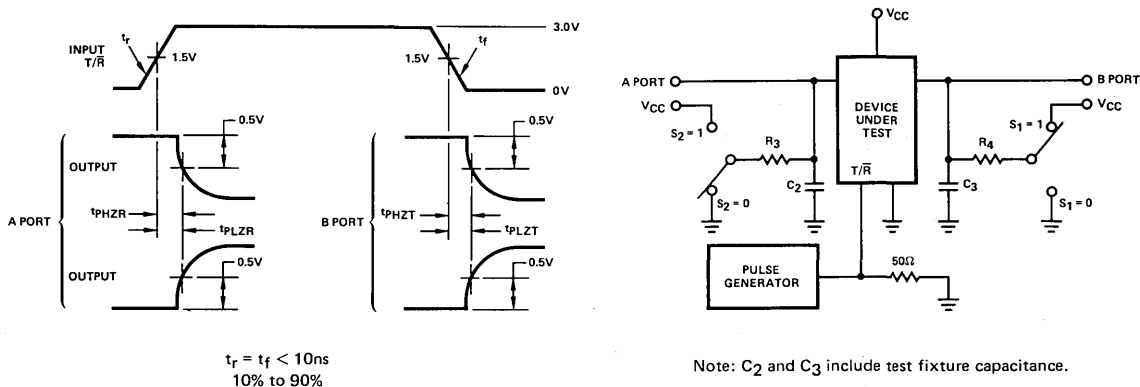 INPUT
T/R̅
tr
1.5V
1.5V
tf
3.0V
0V
A PORT
OUTPUT
0.5V
tPHZR
tPLZR
OUTPUT
0.5V
B PORT
0.5V
tPHZT
tPLZT
0.5V
tr = tf < 10ns
10% to 90%
VCC
A PORT
B PORT
DEVICE
UNDER
TEST
T/R̅
VCC
S2 = 1
R3
S2 = 0
C2
VCC
S1 = 1
R4
C3
S1 = 0
PULSE
GENERATOR
50Ω
Note: C2 and C3 include test fixture capacitance.